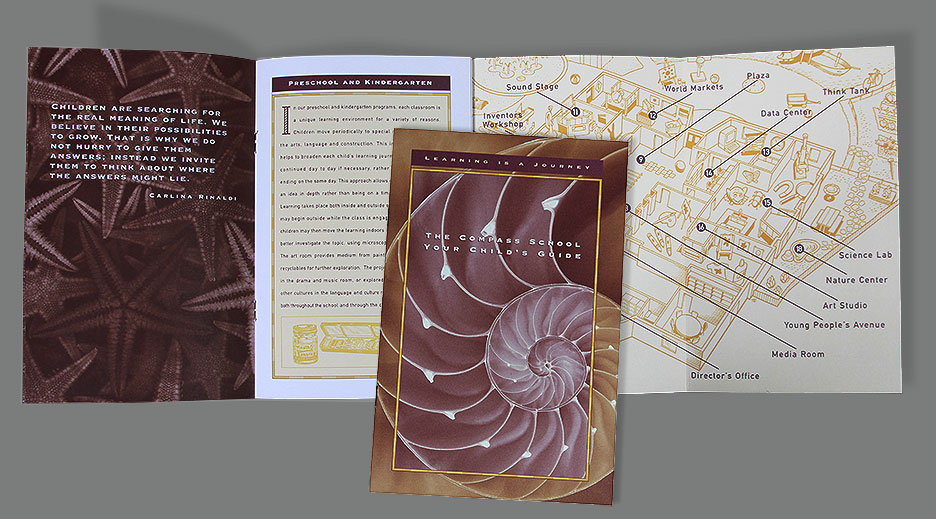 Children are searching for
the real meaning of life. We
believe in their possibilities
to grow. That is why we do
not hurry to give them
answers; instead we invite
them to think about where
the answers might lie.
Carlina Rinaldi
Preschool and Kindergarten
In our preschool and kindergarten programs, each classroom is
a unique learning environment for a variety of reasons.
Children move periodically to special
the arts, language and construction. This
helps to broaden each child's learning
continued day to day if necessary, rather
ending on the same day. This approach allows
an idea in depth rather than being on a
Learning takes place both inside and outside
may begin outside while the class is
children may then move the learning indoors
better investigate the topic, using
The art room provides medium from
recyclables for further exploration. The
in the drama and music room, or
other cultures in the language and culture
both throughout the school and through the
Learning is a Journey
The Compass School
Your Child's Guide
Sound Stage
Inventors'
Workshop
World Markets
Plaza
Data Center
Think Tank
11
12
9
13
14
15
16
18
Science Lab
Nature Center
Art Studio
Young People's Avenue
Media Room
Director's Office